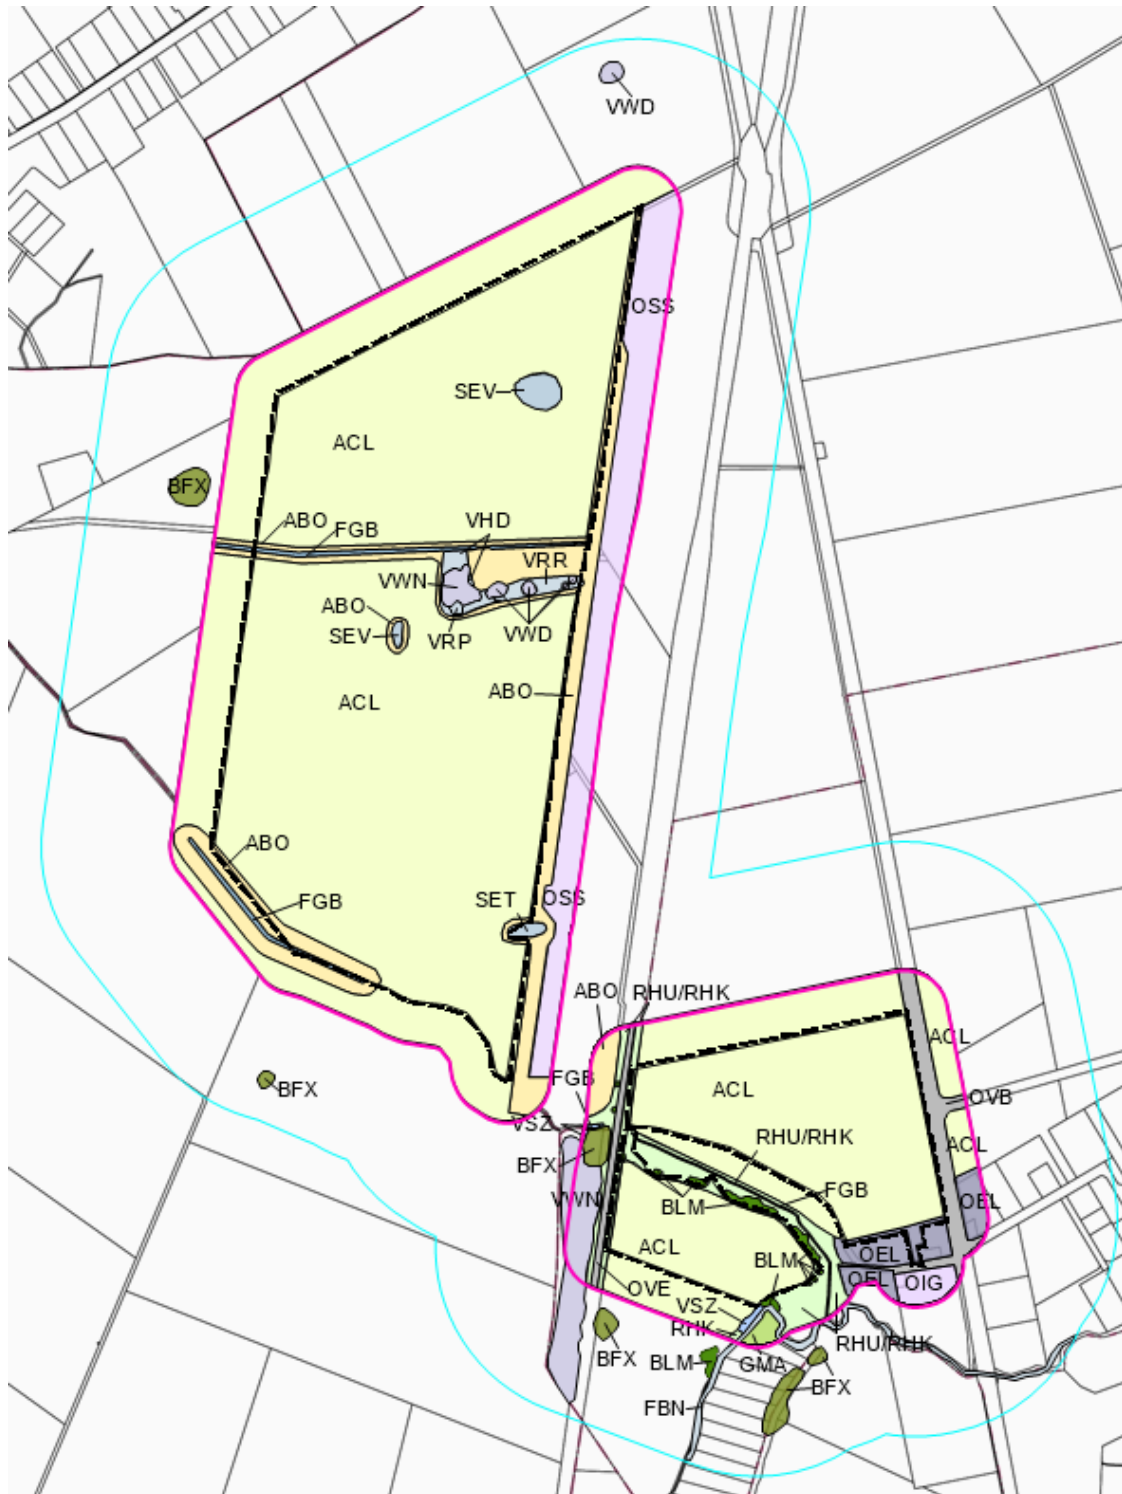 VWD
OSS
SEV
ACL
BFX
ABO
FGB
VHD
VRR
VWN
ABO
SEV
VRP
VWD
ABO
ACL
ABO
FGB
SET
OSS
ABO
RHU/RHK
ACL
FGB
ACL
BFX
OVB
VSZ
RHU/RHK
ACL
BFX
FGB
VWN
BLM
OEL
ACL
OEL
BLM
OEL
OIG
OVE
VSZ
RHK
RHU/RHK
BFX
BLM
GMA
BFX
FBN